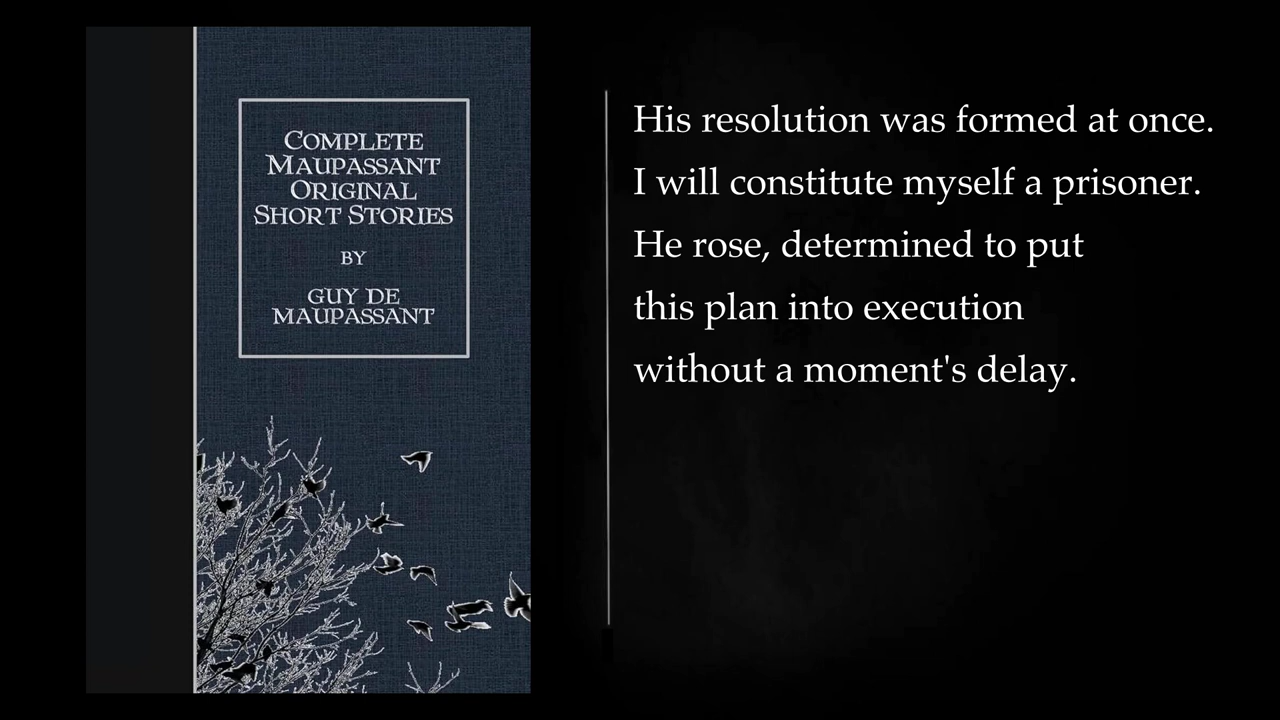 COMPLETE
MAUPASSANT
ORIGINAL
SHORT STORIES
BY
GUY DE
MAUPASSANT
His resolution was formed at once.
I will constitute myself a prisoner.
He rose, determined to put
this plan into execution
without a moment's delay.